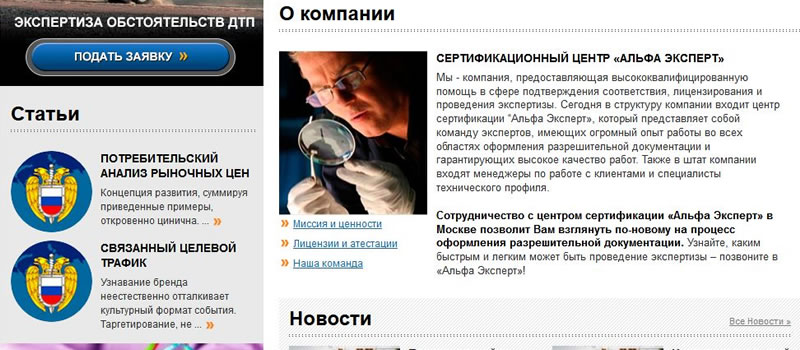 ЭКСПЕРТИЗА ОБСТОЯТЕЛЬСТВ ДТП
ПОДАТЬ ЗАЯВКУ »
Статьи
ПОТРЕБИТЕЛЬСКИЙ
АНАЛИЗ РЫНОЧНЫХ ЦЕН
Концепция развития, суммируя
приведенные примеры,
откровенно цинична. ... »
СВЯЗАННЫЙ ЦЕЛЕВОЙ
ТРАФИК
Узнавание бренда
неестественно отталкивает
культурный формат события.
Таргетирование, не ... »
О компании
СЕРТИФИКАЦИОННЫЙ ЦЕНТР «АЛЬФА ЭКСПЕРТ»
Мы - компания, предоставляющая высококвалифицированную
помощь в сфере подтверждения соответствия, лицензирования и
проведения экспертизы. Сегодня в структуру компании входит центр
сертификации "Альфа Эксперт», который представляет собой
команду экспертов, имеющих огромный опыт работы во всех
областях оформления разрешительной документации и
гарантирующих высокое качество работ. Также в штат компании
входят менеджеры по работе с клиентами и специалисты
технического профиля.
» Миссия и ценности
» Лицензии и атестации
» Наша команда
Сотрудничество с центром сертификации «Альфа Эксперт» в
Москве позволит Вам взглянуть по-новому на процесс
оформления разрешительной документации. Узнайте, каким
быстрым и легким может быть проведение экспертизы – позвоните в
«Альфа Эксперт»!
Новости
Все Новости »